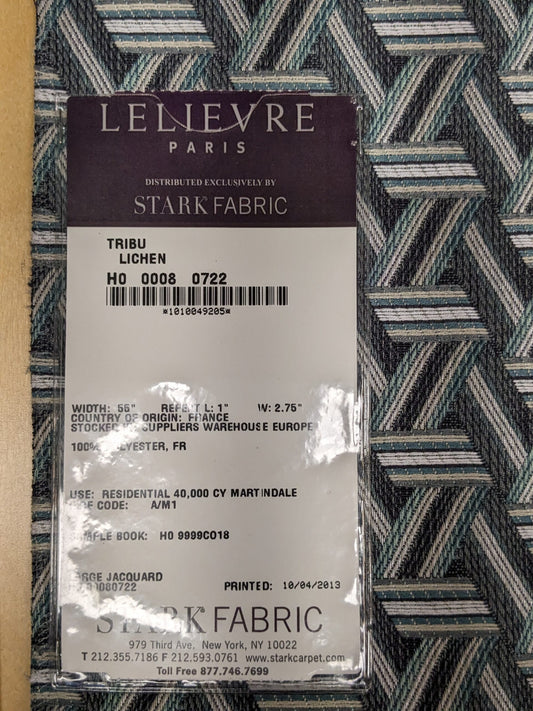 LELIEVRE
PARIS
DISTRIBUTED EXCLUSIVELY BY
STARK FABRIC
TRIBU
LICHEN
H0 0008 0722
*1010049205*
WIDTH: 56" REPEAT L: 1" W: 2.75"
COUNTRY OF ORIGIN: FRANCE
STOCKED SUPPLIERS WAREHOUSE EUROPE
100% FR
USE: RESIDENTIAL 40,000 CY MARTINDALE
CODE: A/M1
SAMPLE BOOK: H0 9999C018
JACQUARD PRINTED: 10/04/2013
STARK FABRIC
979 Third Ave. New York, NY 10022
T 212.355.7186 F 212.593.0761 www.starkcarpet.com
Toll Free 877.746.7699